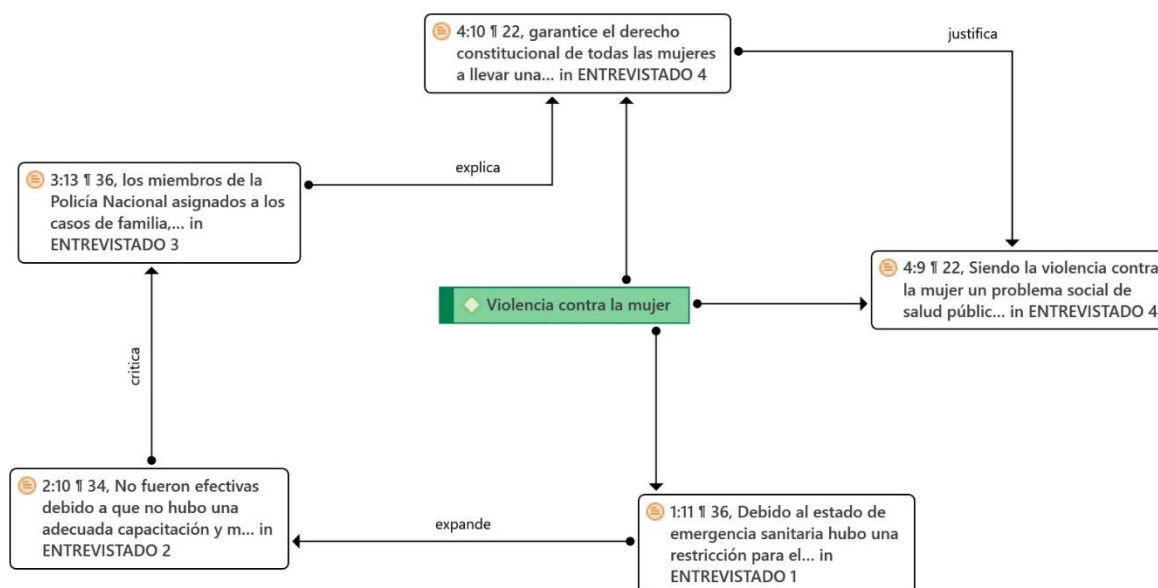 4:10 ¶ 22, garantice el derecho
constitucional de todas las mujeres
a llevar una... in ENTREVISTADO 4
justifica
explica
3:13 ¶ 36, los miembros de la
Policía Nacional asignados a los
casos de familia,... in
ENTREVISTADO 3
4:9 ¶ 22, Siendo la violencia contra
la mujer un problema social de
salud públic... in ENTREVISTADO 4
Violencia contra la mujer
critica
2:10 ¶ 34, No fueron efectivas
debido a que no hubo una
adecuada capacitación y m... in
ENTREVISTADO 2
expande
1:11 ¶ 36, Debido al estado de
emergencia sanitaria hubo una
restricción para el... in
ENTREVISTADO 1